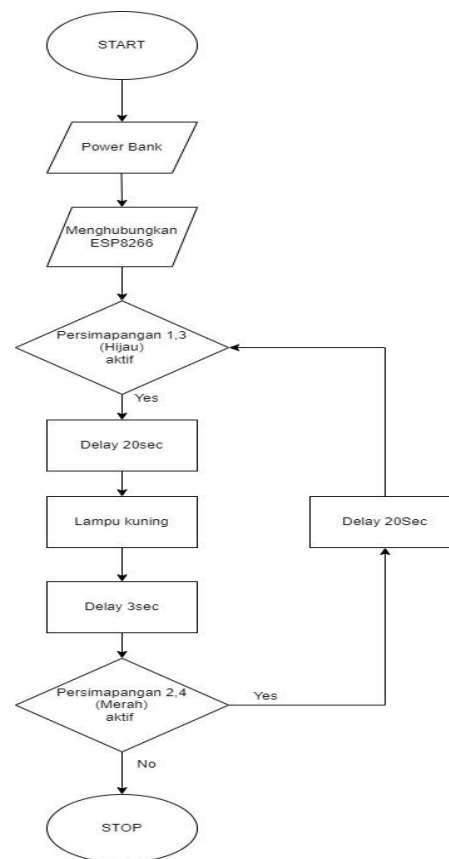 START
Power Bank
Menghubungkan
ESP8266
Persimapangan 1,3
(Hijau)
aktif
Yes
Delay 20sec
Lampu kuning
Delay 20Sec
Delay 3sec
Persimapangan 2,4
(Merah)
aktif
Yes
No
STOP